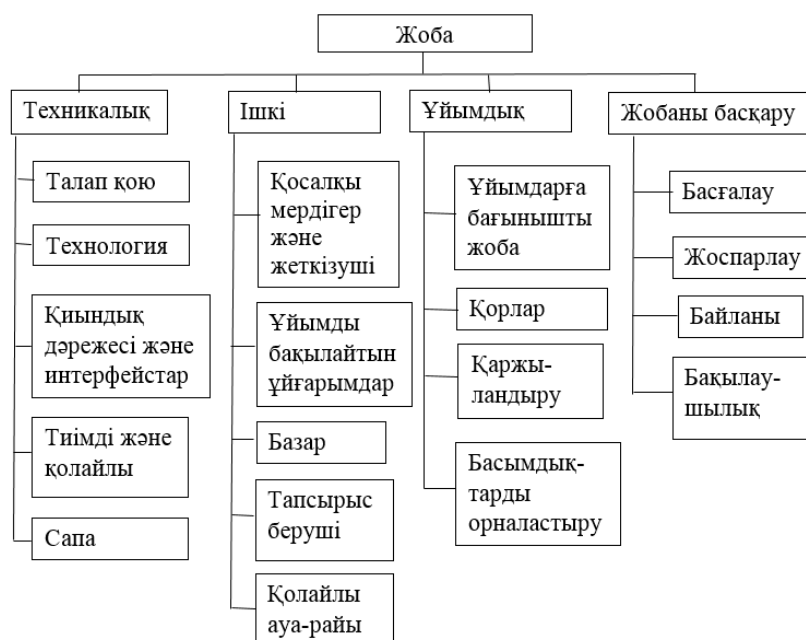 Жоба
Техникалық
Талап қою
Технология
Қиындық
дәрежесі және
интерфейстар
Тиімді және
қолайлы
Сапа
Ішкі
Қосалқы
мердігер
және
жеткізуші
Ұйымды
бақылайтын
ұйғарымдар
Базар
Тапсырыс
беруші
Қолайлы
ауа-райы
Ұйымдық
Ұйымдарға
бағынышты
жоба
Қорлар
Қаржы-
ландыру
Басымдық-
тарды
орналастыру
Жобаны басқару
Басғалау
Жоспарлау
Байланы
Бақылау-
шылық